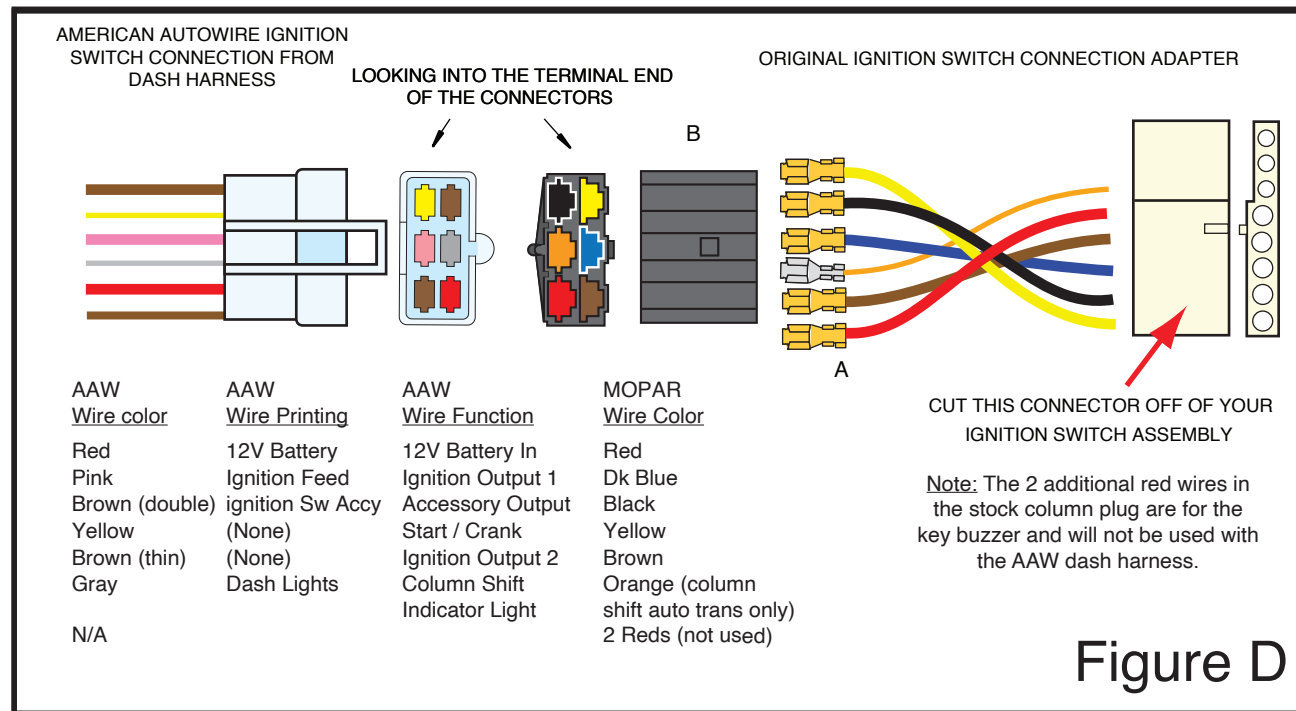 AMERICAN AUTOWIRE IGNITION
SWITCH CONNECTION FROM
DASH HARNESS
LOOKING INTO THE TERMINAL END
OF THE CONNECTORS
ORIGINAL IGNITION SWITCH CONNECTION ADAPTER
B
A
CUT THIS CONNECTOR OFF OF YOUR
IGNITION SWITCH ASSEMBLY
Note: The 2 additional red wires in
the stock column plug are for the
key buzzer and will not be used with
the AAW dash harness.
AAW AAW AAW MOPAR
Wire color Wire Printing Wire Function Wire Color
Red 12V Battery 12V Battery In Red
Pink Ignition Feed Ignition Output 1 Dk Blue
Brown (double) ignition Sw Accy Accessory Output Black
Yellow (None) Start / Crank Yellow
Brown (thin) (None) Ignition Output 2 Brown
Gray Dash Lights Column Shift Orange (column
Indicator Light shift auto trans only)
N/A 2 Reds (not used)
Figure D